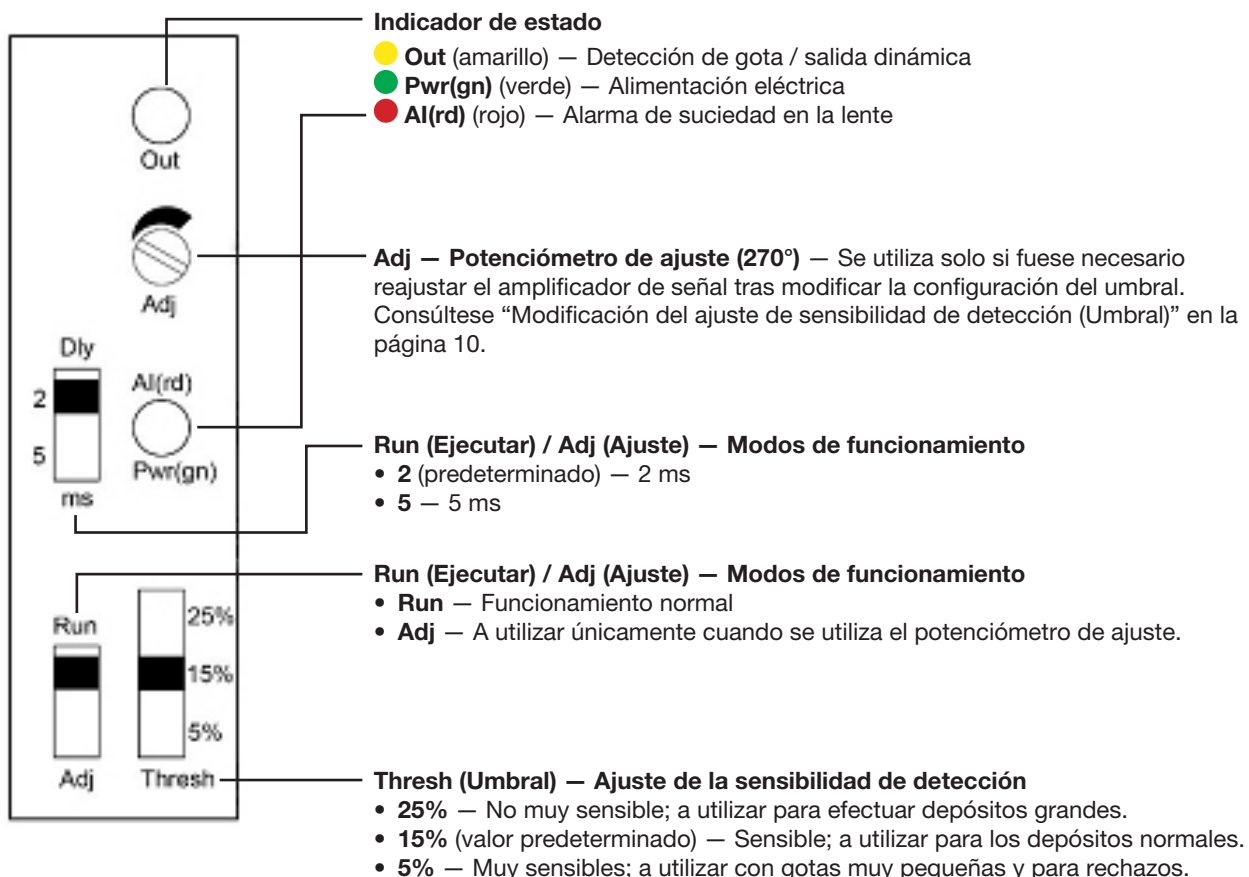 Indicador de estado
Out (amarillo) — Detección de gota / salida dinámica
Pwr(gn) (verde) — Alimentación eléctrica
Al(rd) (rojo) — Alarma de suciedad en la lente
Out
Adj — Potenciómetro de ajuste (270°) — Se utiliza solo si fuese necesario
reajustar el amplificador de señal tras modificar la configuración del umbral.
Consúltese “Modificación del ajuste de sensibilidad de detección (Umbral)” en la
página 10.
Adj
Dly
2
5
ms
Al(rd)
Pwr(gn)
Run (Ejecutar) / Adj (Ajuste) — Modos de funcionamiento
• 2 (predeterminado) — 2 ms
• 5 — 5 ms
Run (Ejecutar) / Adj (Ajuste) — Modos de funcionamiento
• Run — Funcionamiento normal
• Adj — A utilizar únicamente cuando se utiliza el potenciómetro de ajuste.
Run
Adj
25%
15%
5%
Thresh
Thresh (Umbral) — Ajuste de la sensibilidad de detección
• 25% — No muy sensible; a utilizar para efectuar depósitos grandes.
• 15% (valor predeterminado) — Sensible; a utilizar para los depósitos normales.
• 5% — Muy sensibles; a utilizar con gotas muy pequeñas y para rechazos.